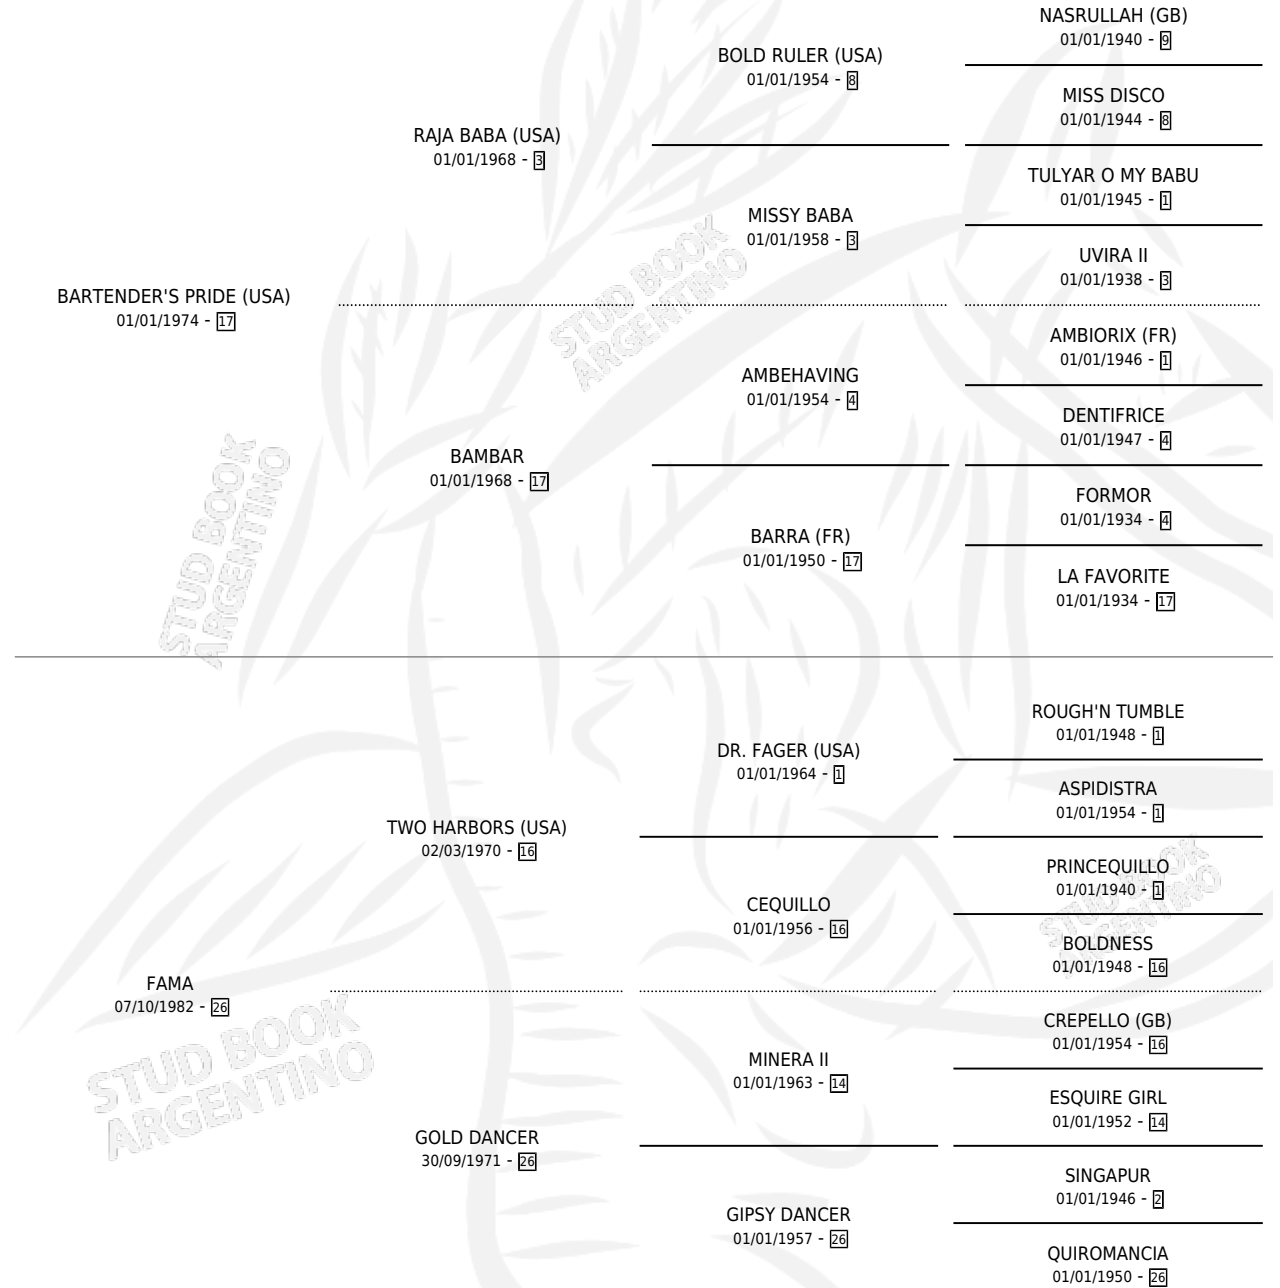 NASRULLAH (GB)
01/01/1940 - 9
BOLD RULER (USA)
01/01/1954 - 8
MISS DISCO
01/01/1944 - 8
RAJA BABA (USA)
01/01/1968 - 3
TULYAR O MY BABU
01/01/1945 - 1
MISSY BABA
01/01/1958 - 3
UVIRA II
01/01/1938 - 3
BARTENDER'S PRIDE (USA)
01/01/1974 - 17
STUD BOOK
ARGENTINO
AMBIORIX (FR)
01/01/1946 - 1
AMBEHAVING
01/01/1954 - 4
DENTIFRICE
01/01/1947 - 4
BAMBAR
01/01/1968 - 17
FORMOR
01/01/1934 - 4
BARRA (FR)
01/01/1950 - 17
LA FAVORITE
01/01/1934 - 17
STUD BOOK
ARGENTINO
ROUGH'N TUMBLE
01/01/1948 - 1
DR. FAGER (USA)
01/01/1964 - 1
ASPIDISTRA
01/01/1954 - 1
TWO HARBORS (USA)
02/03/1970 - 16
PRINCEQUILLO
01/01/1940 - 1
CEQUILLO
01/01/1956 - 16
BOLDNESS
01/01/1948 - 16
STUD BOOK
ARGENTINO
FAMA
07/10/1982 - 26
CREPELLO (GB)
01/01/1954 - 16
MINERA II
01/01/1963 - 14
ESQUIRE GIRL
01/01/1952 - 14
STUD BOOK
ARGENTINO
GOLD DANCER
30/09/1971 - 26
SINGAPUR
01/01/1946 - 2
GIPSY DANCER
01/01/1957 - 26
QUIROMANCIA
01/01/1950 - 26